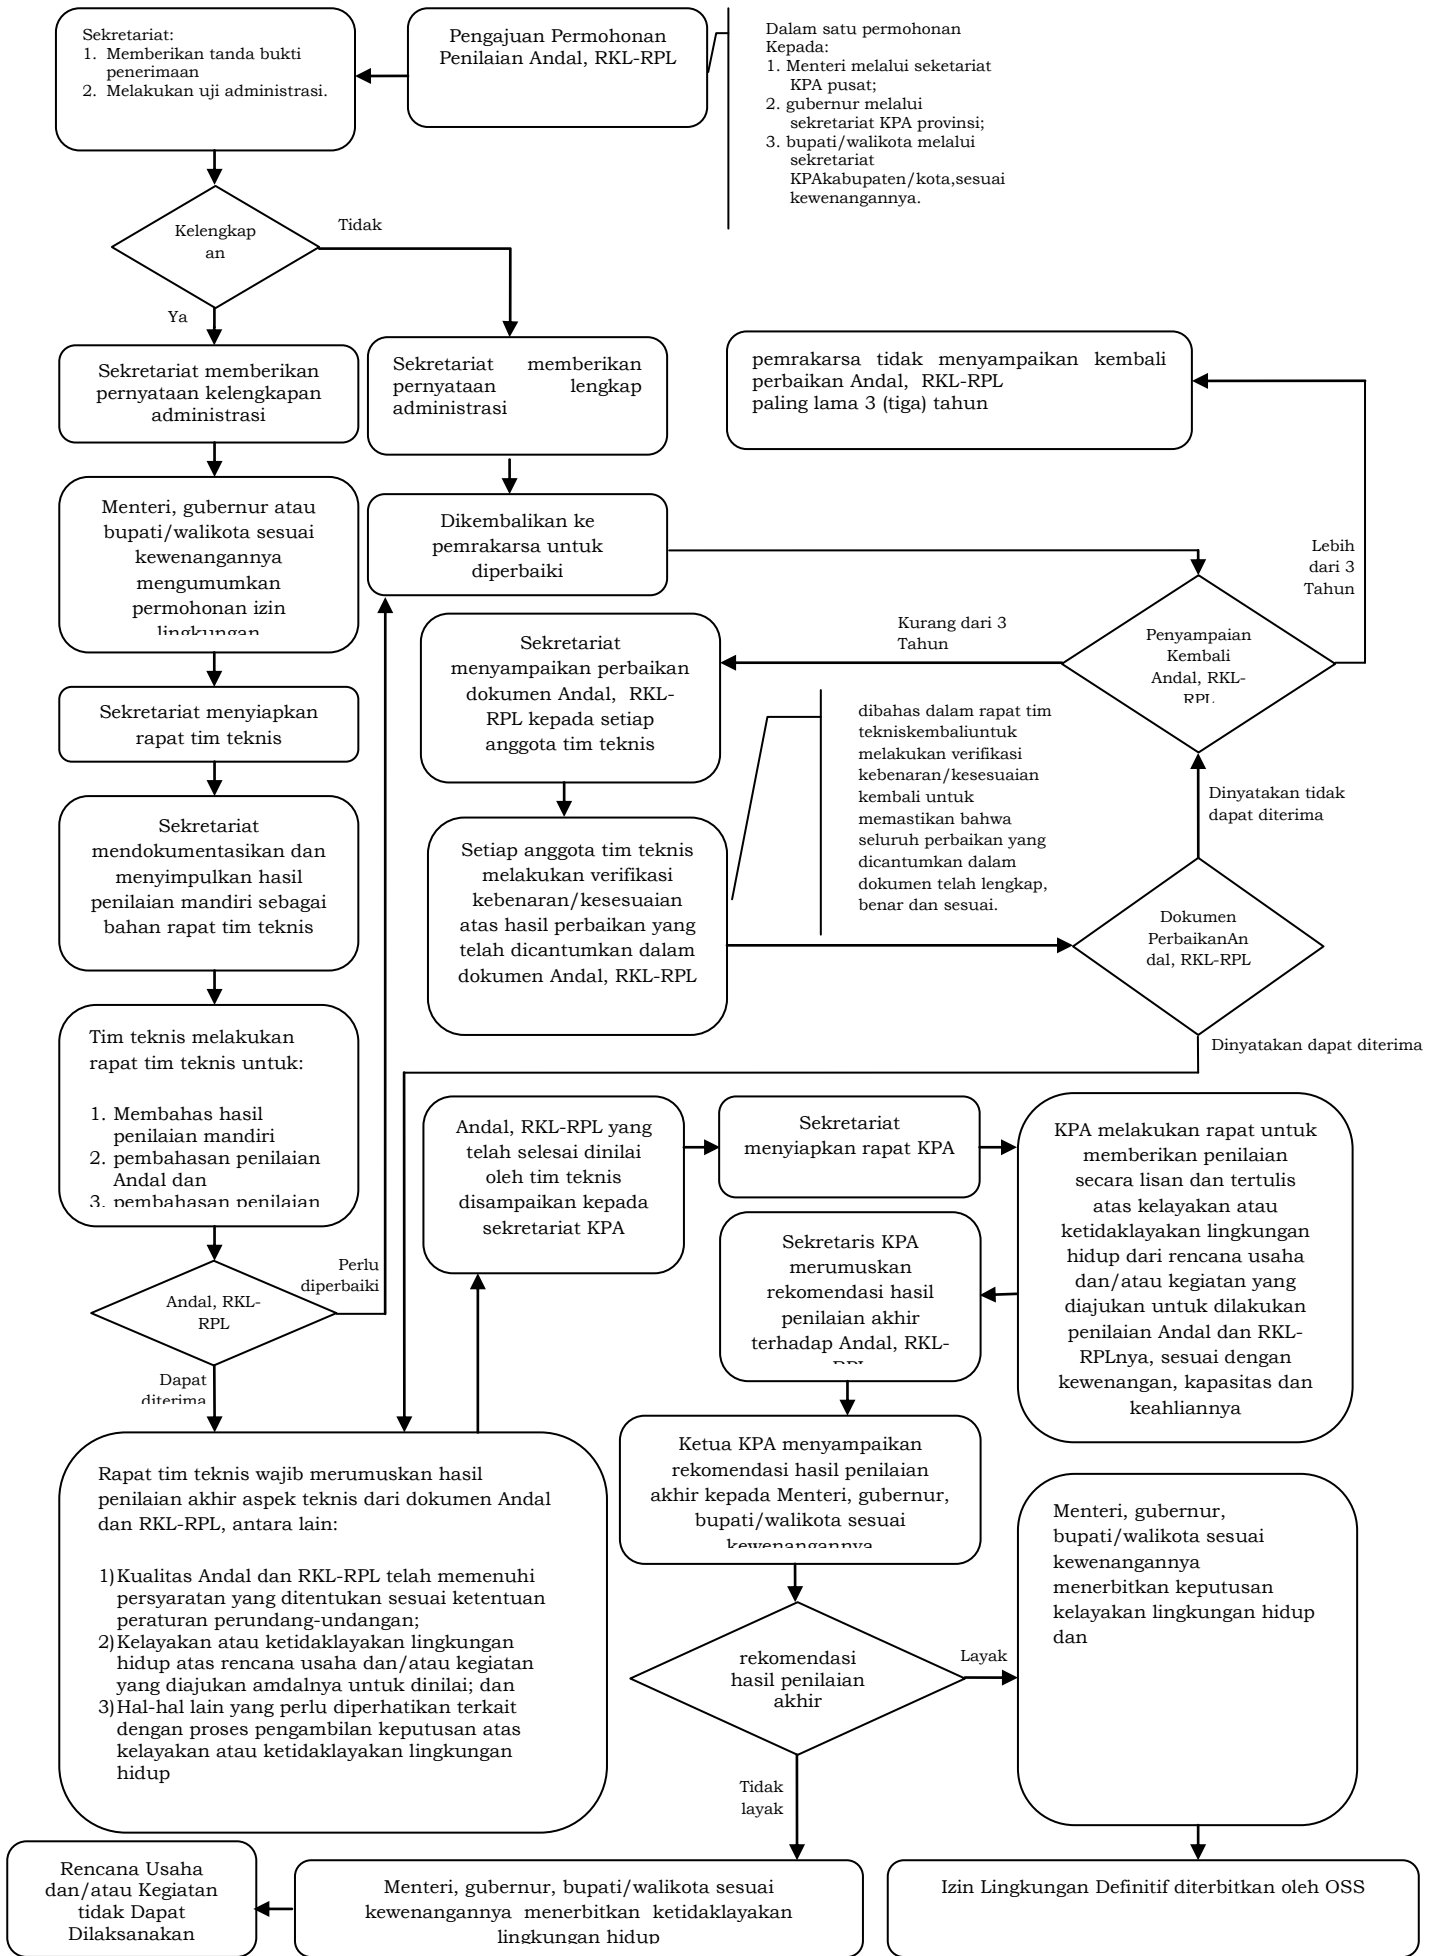 Sekretariat:
1. Memberikan tanda bukti
penerimaan
2. Melakukan uji administrasi.
Pengajuan Permohonan
Penilaian Andal, RKL-RPL
Dalam satu permohonan
Kepada:
1. Menteri melalui seketariat
KPA pusat;
2. gubernur melalui
sekretariat KPA provinsi;
3. bupati/walikota melalui
sekretariat
KPAkabupaten/kota,sesuai
kewenangannya.
Kelengkap
an
Tidak
Ya
Sekretariat memberikan
pernyataan kelengkapan
administrasi
Sekretariat memberikan
pernyataan lengkap
administrasi
pemrakarsa tidak menyampaikan kembali
perbaikan Andal, RKL-RPL
paling lama 3 (tiga) tahun
Menteri, gubernur atau
bupati/walikota sesuai
kewenangannya
mengumumkan
permohonan izin
lingkungan
Dikembalikan ke
pemrakarsa untuk
diperbaiki
Lebih
dari 3
Tahun
Kurang dari 3
Tahun
Penyampaian
Kembali
Andal, RKL-
RPL
Sekretariat
menyampaikan perbaikan
dokumen Andal, RKL-
RPL kepada setiap
anggota tim teknis
Sekretariat menyiapkan
rapat tim teknis
dibahas dalam rapat tim
tekniskembaliuntuk
melakukan verifikasi
kebenaran/kesesuaian
kembali untuk
memastikan bahwa
seluruh perbaikan yang
dicantumkan dalam
dokumen telah lengkap,
benar dan sesuai.
Dinyatakan tidak
dapat diterima
Sekretariat
mendokumentasikan dan
menyimpulkan hasil
penilaian mandiri sebagai
bahan rapat tim teknis
Setiap anggota tim teknis
melakukan verifikasi
kebenaran/kesesuaian
atas hasil perbaikan yang
telah dicantumkan dalam
dokumen Andal, RKL-RPL
Dokumen
PerbaikanAn
dal, RKL-RPL
Dinyatakan dapat diterima
Tim teknis melakukan
rapat tim teknis untuk:
1. Membahas hasil
penilaian mandiri
2. pembahasan penilaian
Andal dan
3. pembahasan penilaian
Andal, RKL-RPL yang
telah selesai dinilai
oleh tim teknis
disampaikan kepada
sekretariat KPA
Sekretariat
menyiapkan rapat KPA
KPA melakukan rapat untuk
memberikan penilaian
secara lisan dan tertulis
atas kelayakan atau
ketidaklayakan lingkungan
hidup dari rencana usaha
dan/atau kegiatan yang
diajukan untuk dilakukan
penilaian Andal dan RKL-
RPLnya, sesuai dengan
kewenangan, kapasitas dan
keahliannya
Sekretaris KPA
merumuskan
rekomendasi hasil
penilaian akhir
terhadap Andal, RKL-
RPL
Perlu
diperbaiki
Andal, RKL-
RPL
Dapat
diterima
Rapat tim teknis wajib merumuskan hasil
penilaian akhir aspek teknis dari dokumen Andal
dan RKL-RPL, antara lain:
1)Kualitas Andal dan RKL-RPL telah memenuhi
persyaratan yang ditentukan sesuai ketentuan
peraturan perundang-undangan;
2)Kelayakan atau ketidaklayakan lingkungan
hidup atas rencana usaha dan/atau kegiatan
yang diajukan amdalnya untuk dinilai; dan
3)Hal-hal lain yang perlu diperhatikan terkait
dengan proses pengambilan keputusan atas
kelayakan atau ketidaklayakan lingkungan
hidup
Ketua KPA menyampaikan
rekomendasi hasil penilaian
akhir kepada Menteri, gubernur,
bupati/walikota sesuai
kewenangannya
Menteri, gubernur,
bupati/walikota sesuai
kewenangannya
menerbitkan keputusan
kelayakan lingkungan hidup
dan
rekomendasi
hasil penilaian
akhir
Layak
Tidak
layak
Rencana Usaha
dan/atau Kegiatan
tidak Dapat
Dilaksanakan
Menteri, gubernur, bupati/walikota sesuai
kewenangannya menerbitkan ketidaklayakan
lingkungan hidup
Izin Lingkungan Definitif diterbitkan oleh OSS